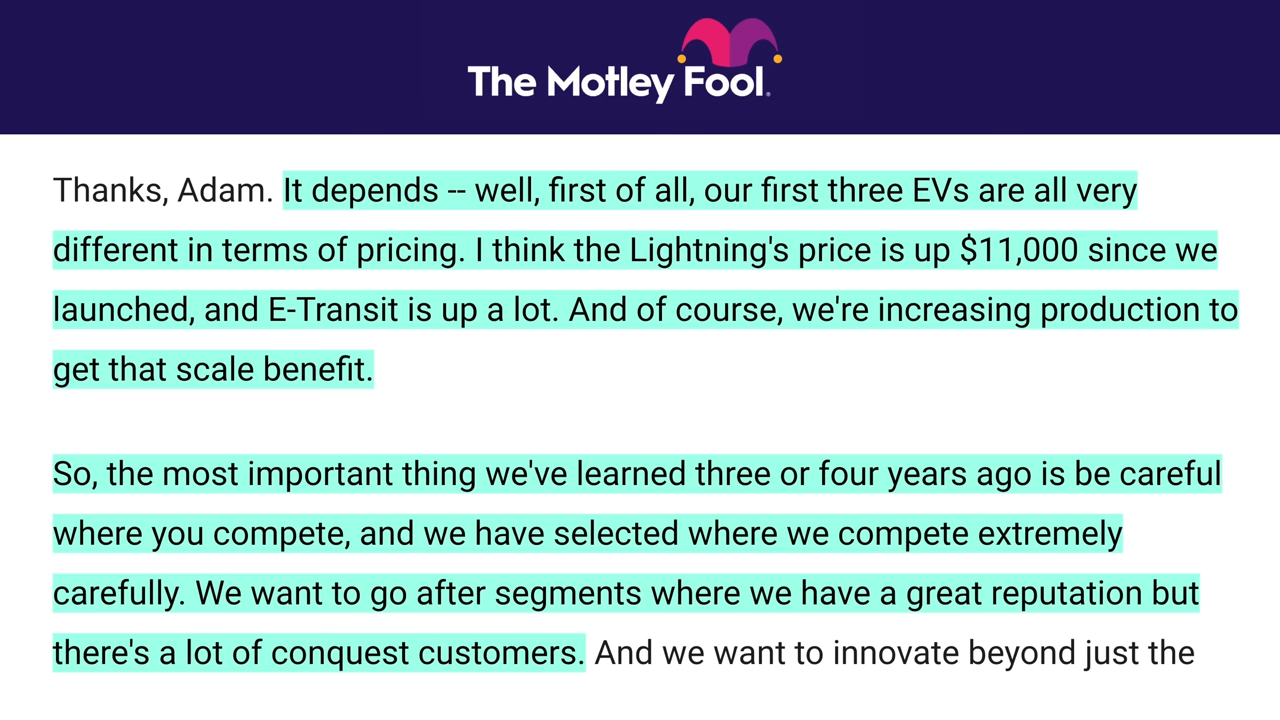 The Motley Fool.
Thanks, Adam. It depends -- well, first of all, our first three EVs are all very
different in terms of pricing. I think the Lightning's price is up $11,000 since we
launched, and E-Transit is up a lot. And of course, we're increasing production to
get that scale benefit.
So, the most important thing we've learned three or four years ago is be careful
where you compete, and we have selected where we compete extremely
carefully. We want to go after segments where we have a great reputation but
there's a lot of conquest customers. And we want to innovate beyond just the